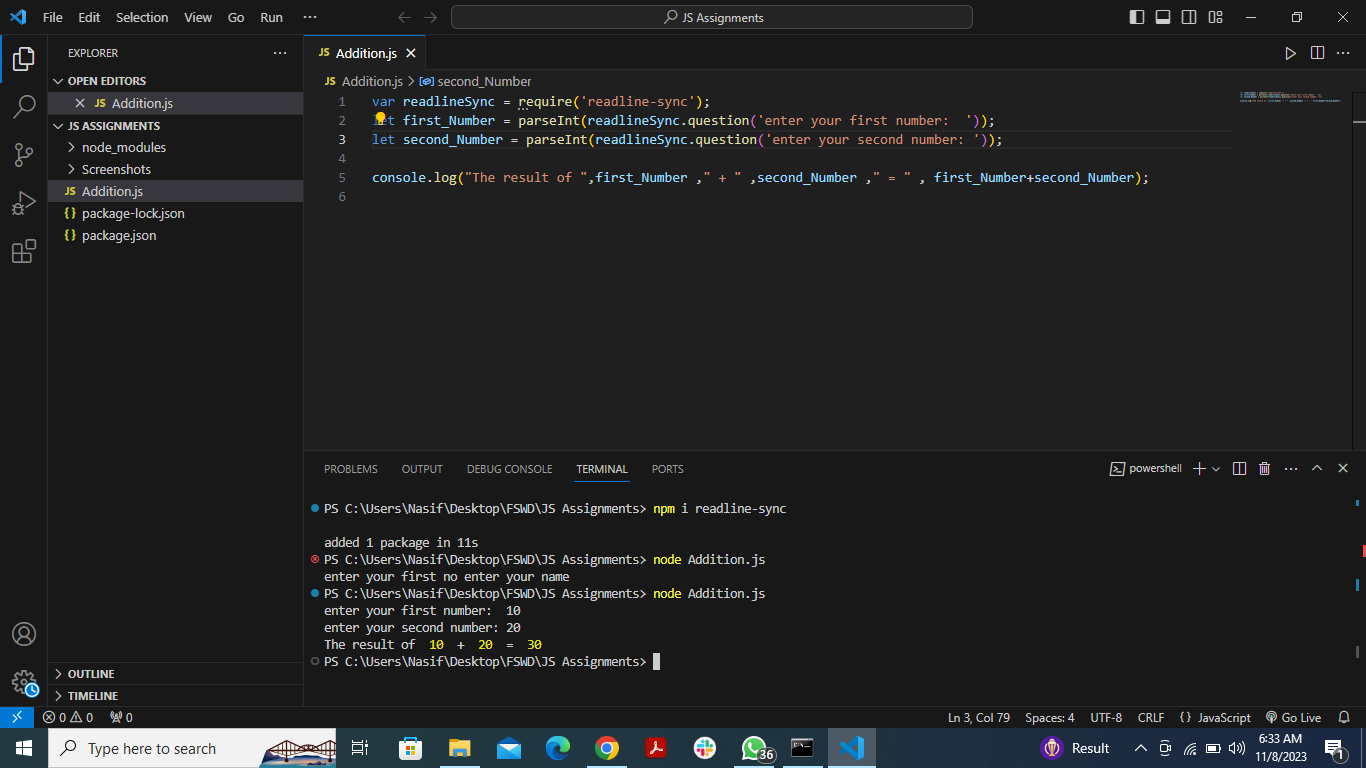 File Edit Selection View Go Run ··· JS Assignments
EXPLORER ···
OPEN EDITORS
JS Addition.js
JS ASSIGNMENTS
node_modules
Screenshots
JS Addition.js
{} package-lock.json
{} package.json
OUTLINE
TIMELINE
JS Addition.js
JS Addition.js > second_Number
1 var readlineSync = require('readline-sync');
2 let first_Number = parseInt(readlineSync.question('enter your first number:  '));
3 let second_Number = parseInt(readlineSync.question('enter your second number: '));
4
5 console.log("The result of ",first_Number ," + " ,second_Number ," = " , first_Number+second_Number);
6
PROBLEMS OUTPUT DEBUG CONSOLE TERMINAL PORTS powershell
PS C:\Users\Nasif\Desktop\FSWD\JS Assignments> npm i readline-sync
added 1 package in 11s
PS C:\Users\Nasif\Desktop\FSWD\JS Assignments> node Addition.js
enter your first no enter your name
PS C:\Users\Nasif\Desktop\FSWD\JS Assignments> node Addition.js
enter your first number:  10
enter your second number: 20
The result of  10  +  20  =  30
PS C:\Users\Nasif\Desktop\FSWD\JS Assignments>
0 0 0 Ln 3, Col 79 Spaces: 4 UTF-8 CRLF {} JavaScript Go Live
Type here to search 36 Result 6:33 AM
11/8/2023 1